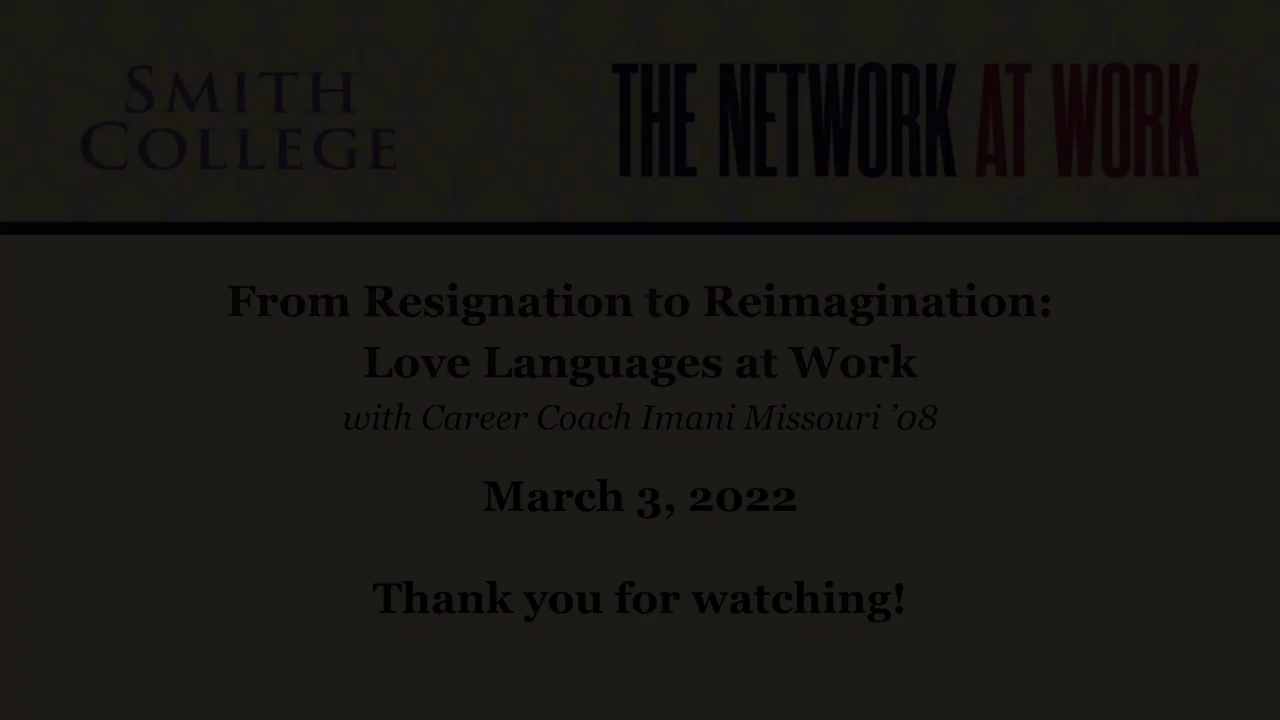 SMITH COLLEGE
THE NETWORK AT WORK
From Resignation to Reimagination:
Love Languages at Work
with Career Coach Imani Missouri ’08
March 3, 2022
Thank you for watching!